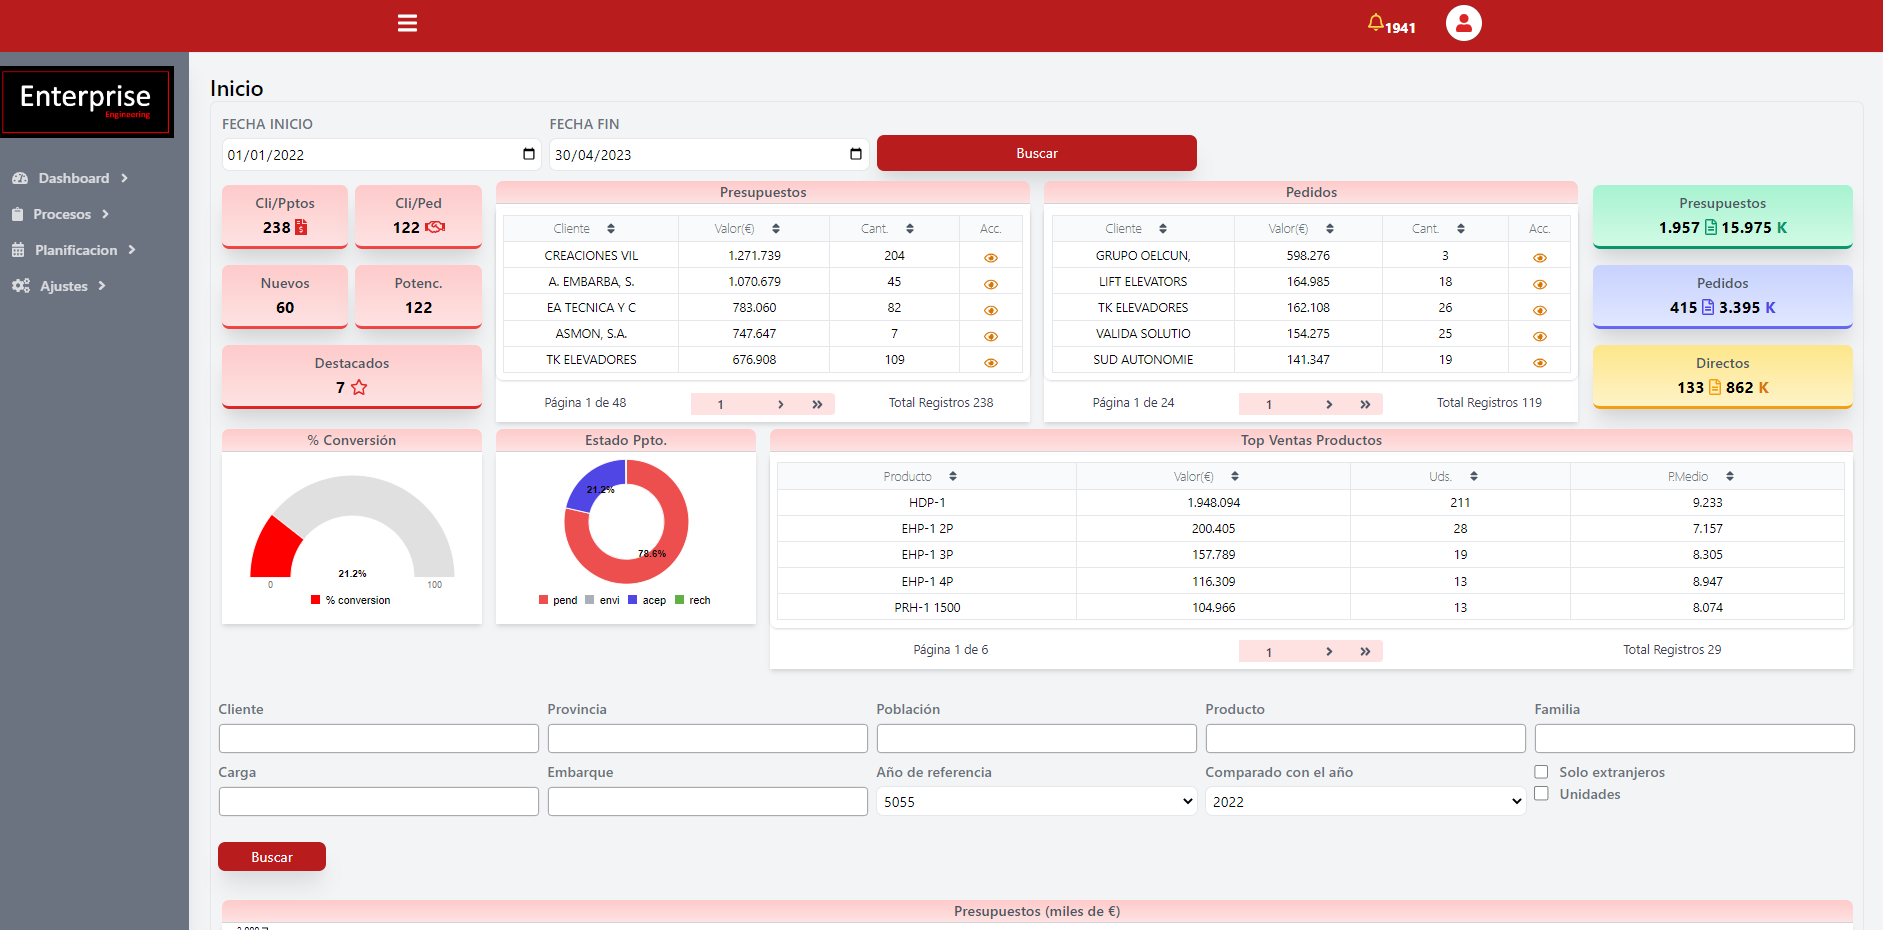 1941
Enterprise
Engineering
Dashboard
Procesos
Planificacion
Ajustes
Inicio
FECHA INICIO
FECHA FIN
01/01/2022
30/04/2023
Buscar
Cli/Pptos
238
Cli/Ped
122
Nuevos
60
Potenc.
122
Destacados
7
Presupuestos
Cliente Valor(€) Cant. Acc.
CREACIONES VIL 1.271.739 204
A. EMBARBA, S. 1.070.679 45
EA TECNICA Y C 783.060 82
ASMON, S.A. 747.647 7
TK ELEVADORES 676.908 109
Página 1 de 48 1 Total Registros 238
Pedidos
Cliente Valor(€) Cant. Acc.
GRUPO OELCUN, 598.276 3
LIFT ELEVATORS 164.985 18
TK ELEVADORES 162.108 26
VALIDA SOLUTIO 154.275 25
SUD AUTONOMIE 141.347 19
Página 1 de 24 1 Total Registros 119
Presupuestos
1.957 15.975 K
Pedidos
415 3.395 K
Directos
133 862 K
% Conversión
21.2%
0 100
% conversion
Estado Ppto.
21.2%
78.6%
pend envi acep rech
Top Ventas Productos
Producto Valor(€) Uds. P.Medio
HDP-1 1.948.094 211 9.233
EHP-1 2P 200.405 28 7.157
EHP-1 3P 157.789 19 8.305
EHP-1 4P 116.309 13 8.947
PRH-1 1500 104.966 13 8.074
Página 1 de 6 1 Total Registros 29
Cliente Provincia Población Producto Familia
Carga Embarque Año de referencia Comparado con el año Solo extranjeros
5055 2022 Unidades
Buscar
Presupuestos (miles de €)